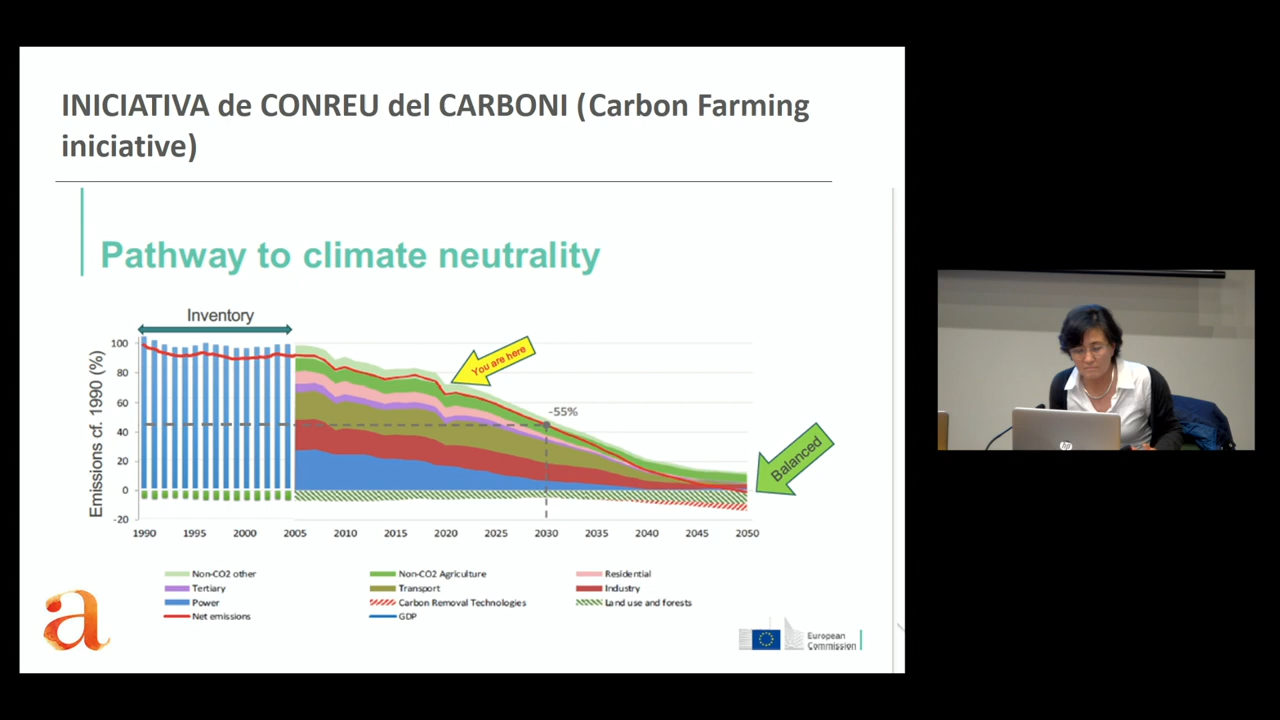 INICIATIVA de CONREU del CARBONI (Carbon Farming
iniciative)
Pathway to climate neutrality
Inventory
Emissions cf. 1990 (%)
100
80
60
40
20
0
-20
You are here
-55%
Balanced
1990 1995 2000 2005 2010 2015 2020 2025 2030 2035 2040 2045 2050
Non-CO2 other Non-CO2 Agriculture Residential
Tertiary Transport Industry
Power Carbon Removal Technologies Land use and forests
Net emissions GDP
a
European
Commission
hp